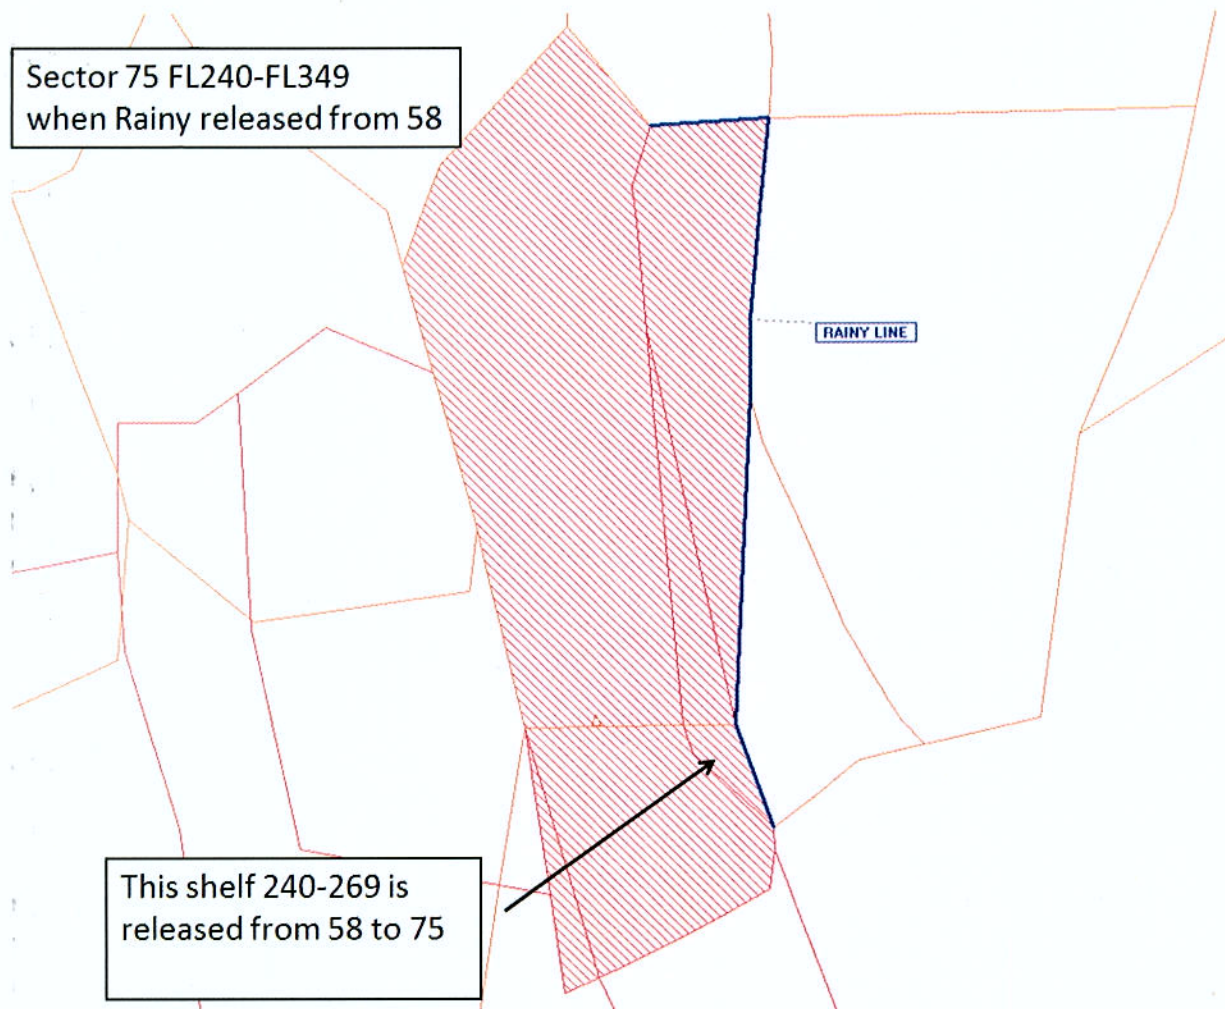 Sector 75 FL240-FL349
when Rainy released from 58
RAINY LINE
This shelf 240-269 is
released from 58 to 75